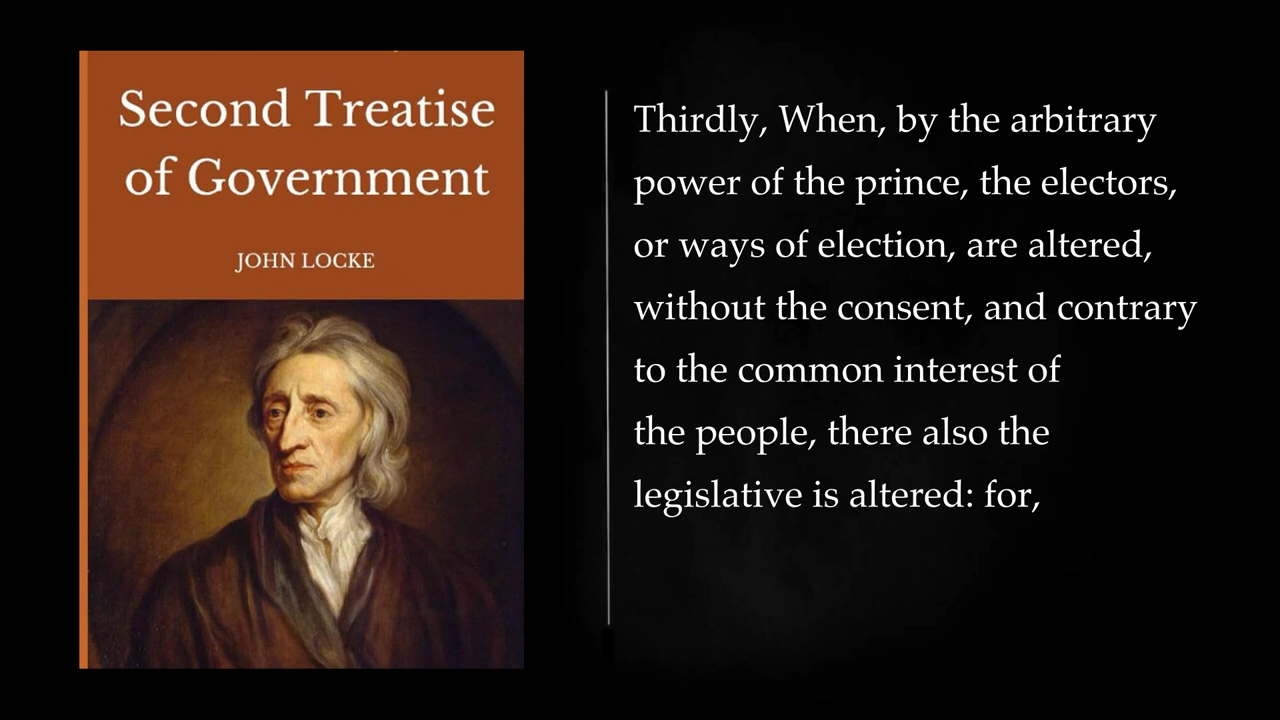 Second Treatise
of Government
JOHN LOCKE
Thirdly, When, by the arbitrary
power of the prince, the electors,
or ways of election, are altered,
without the consent, and contrary
to the common interest of
the people, there also the
legislative is altered: for,